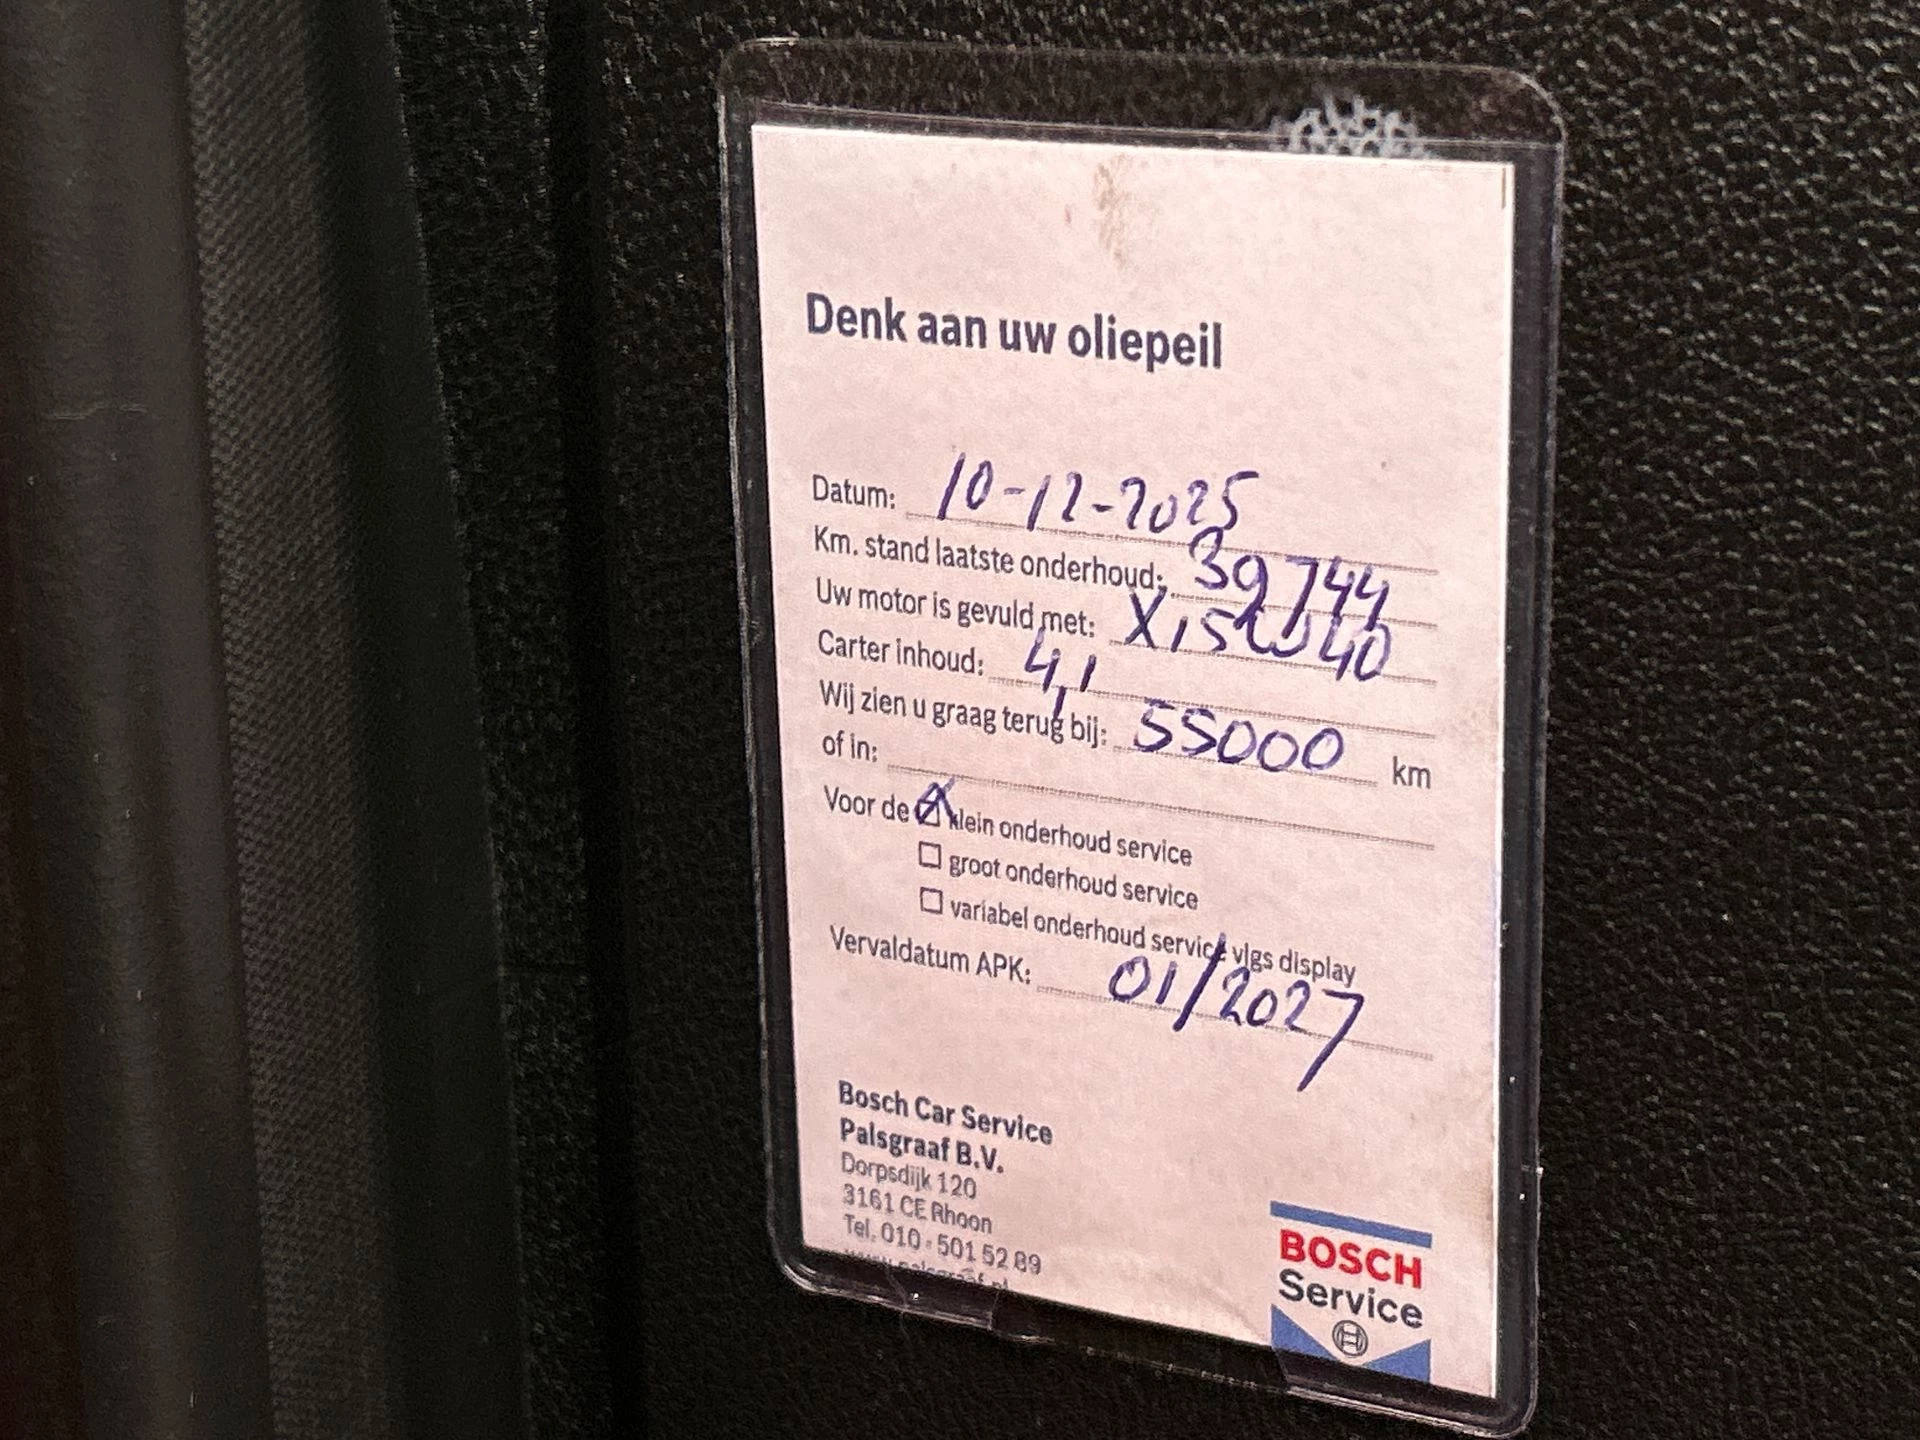 Denk aan uw oliepeil
Datum: 10-12-2025
Km. stand laatste onderhoud: 39744
Uw motor is gevuld met: X15W40
Carter inhoud: 4,1
Wij zien u graag terug bij: 55000 km
of in:
Voor de ☒ klein onderhoud service
☐ groot onderhoud service
☐ variabel onderhoud service vlgs display
Vervaldatum APK: 01/2027
Bosch Car Service
Palsgraaf B.V.
Dorpsdijk 120
3161 CE Rhoon
Tel. 010 - 501 52 89
www.palsgraaf.nl
BOSCH
Service